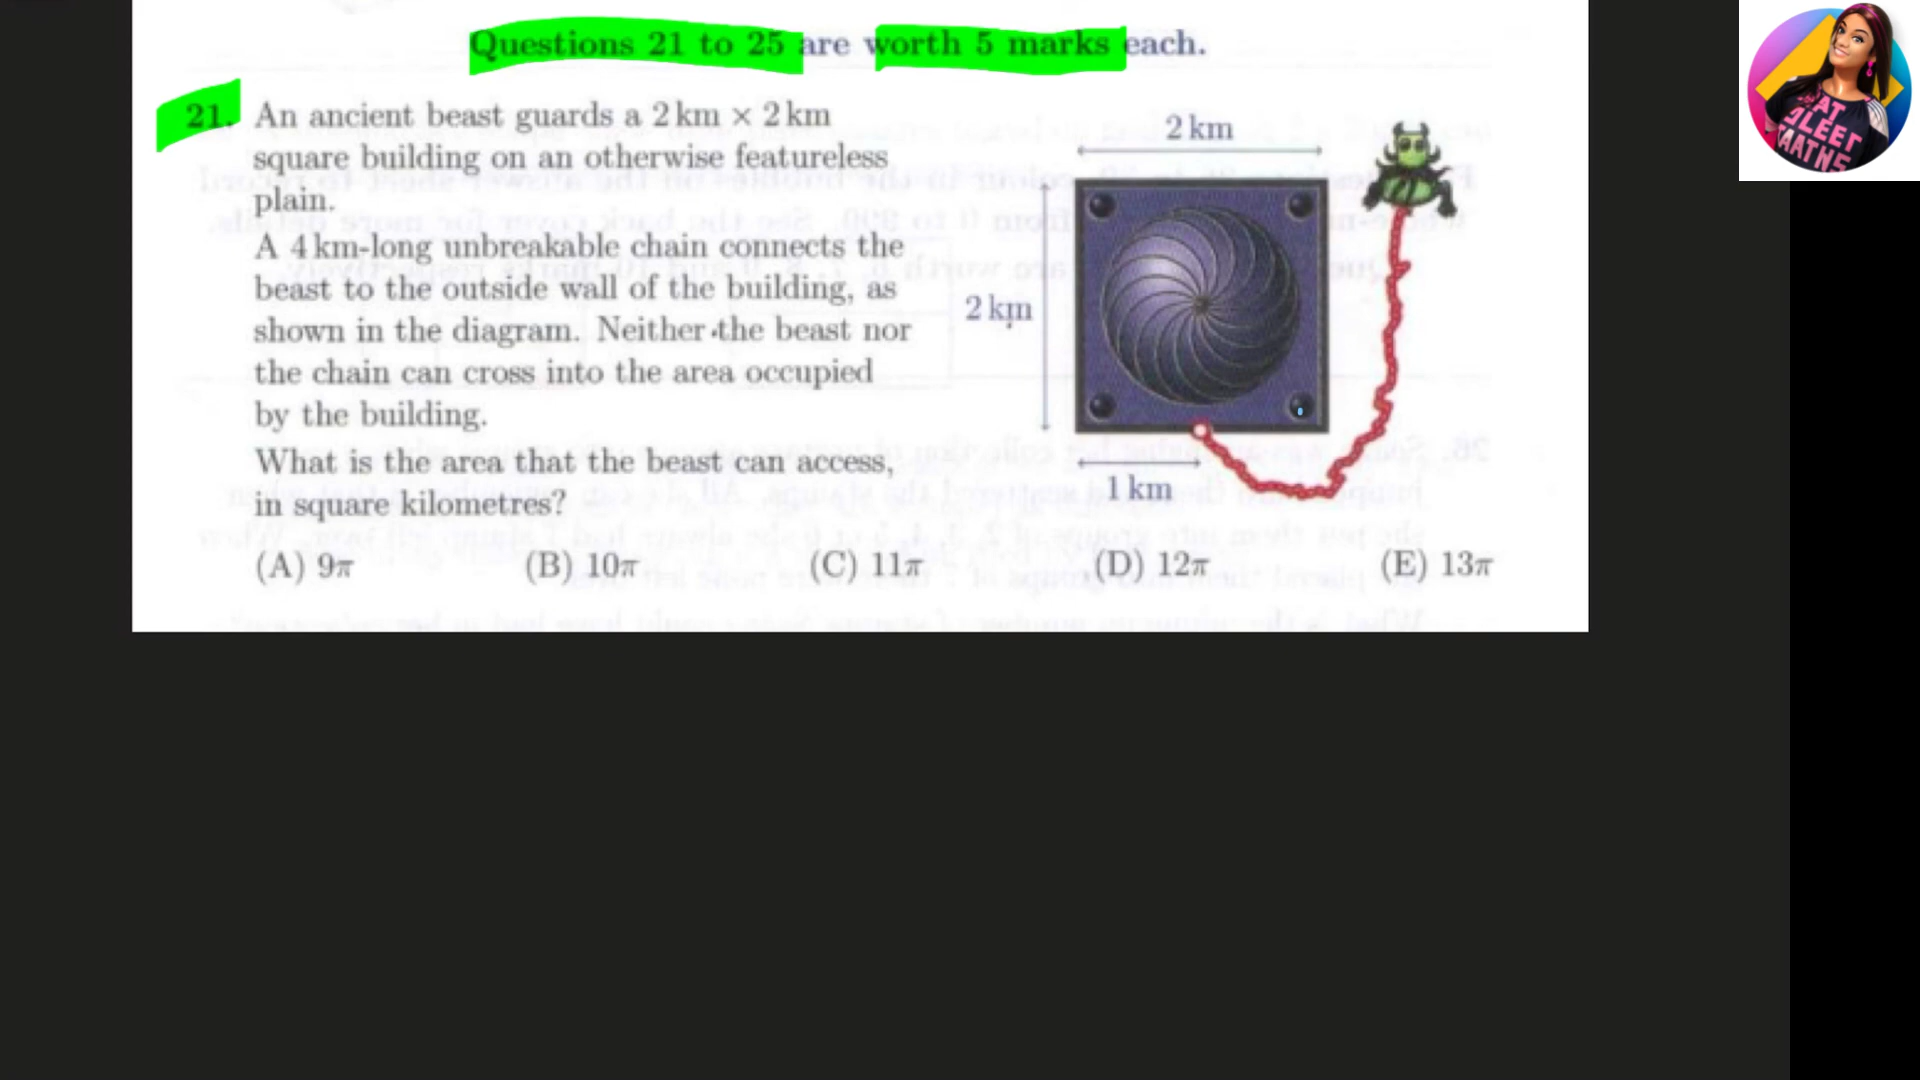 Questions 21 to 25 are worth 5 marks each.
21. An ancient beast guards a 2 km × 2 km
square building on an otherwise featureless
plain.
A 4 km-long unbreakable chain connects the
beast to the outside wall of the building, as
shown in the diagram. Neither the beast nor
the chain can cross into the area occupied
by the building.
What is the area that the beast can access,
in square kilometres?
2 km
2 km
1 km
(A) 9π (B) 10π (C) 11π (D) 12π (E) 13π